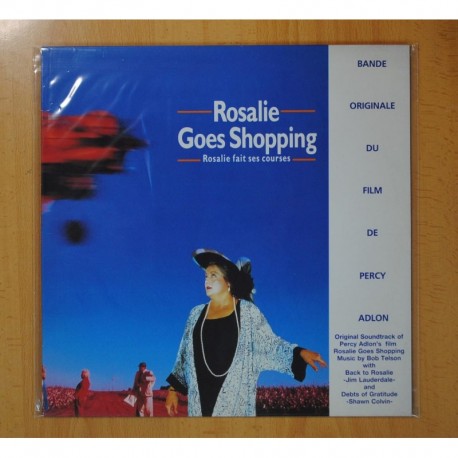 Rosalie
Goes Shopping
Rosalie fait ses courses
BANDE
ORIGINALE
DU
FILM
DE
PERCY
ADLON
Original Soundtrack of
Percy Adlon's film
Rosalie Goes Shopping
Music by Bob Telson
with
Back to Rosalie
-Jim Lauderdale-
and
Debts of Gratitude
-Shawn Colvin-